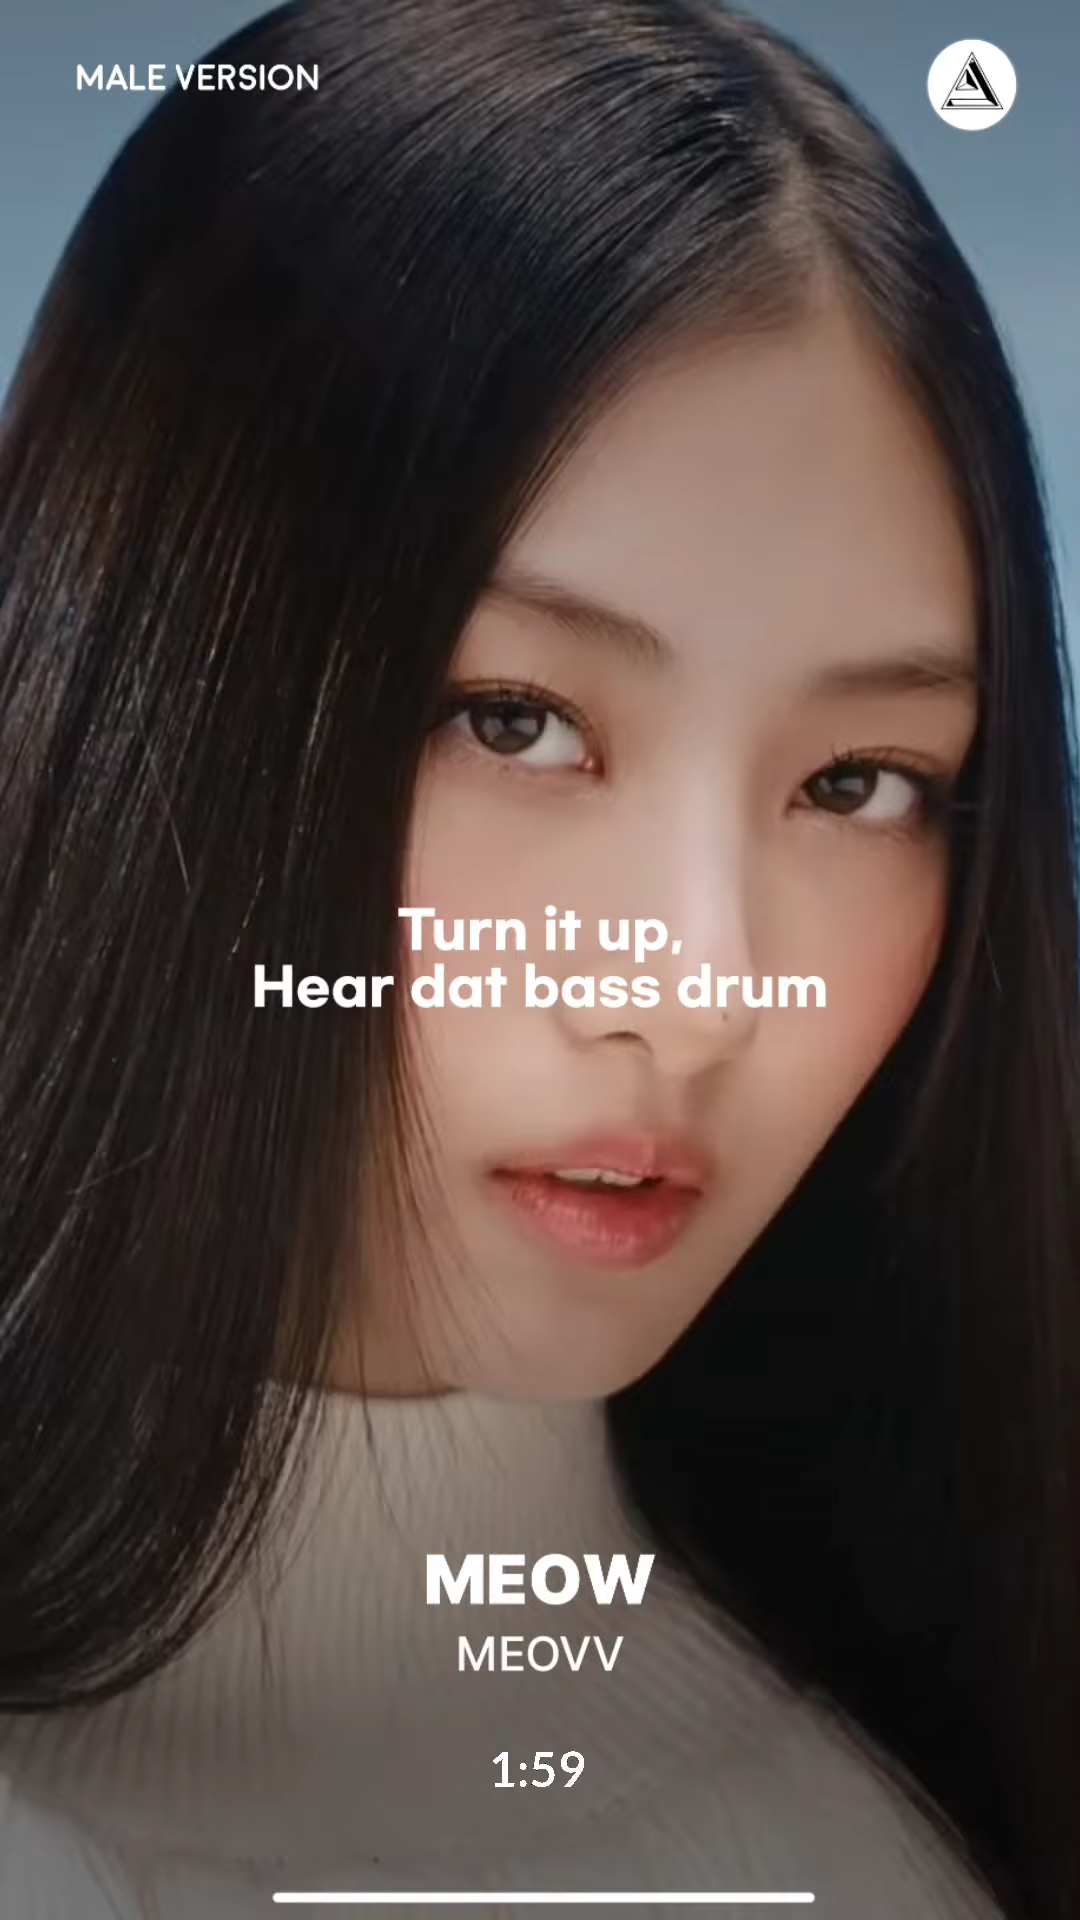 MALE VERSION
Turn it up,
Hear dat bass drum
MEOW
MEOVV
1:59